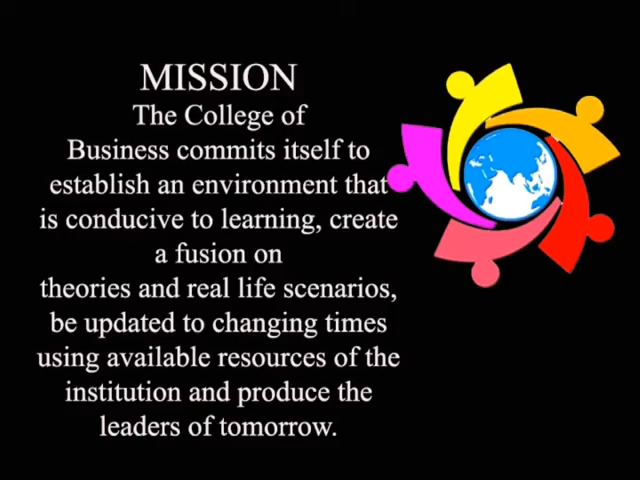 MISSION
The College of
Business commits itself to
establish an environment that
is conducive to learning, create
a fusion on
theories and real life scenarios,
be updated to changing times
using available resources of the
institution and produce the
leaders of tomorrow.